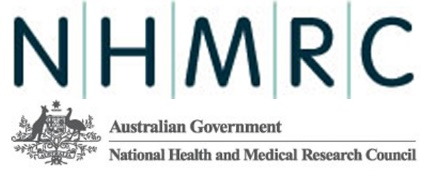 NHMRC
Australian Government
National Health and Medical Research Council